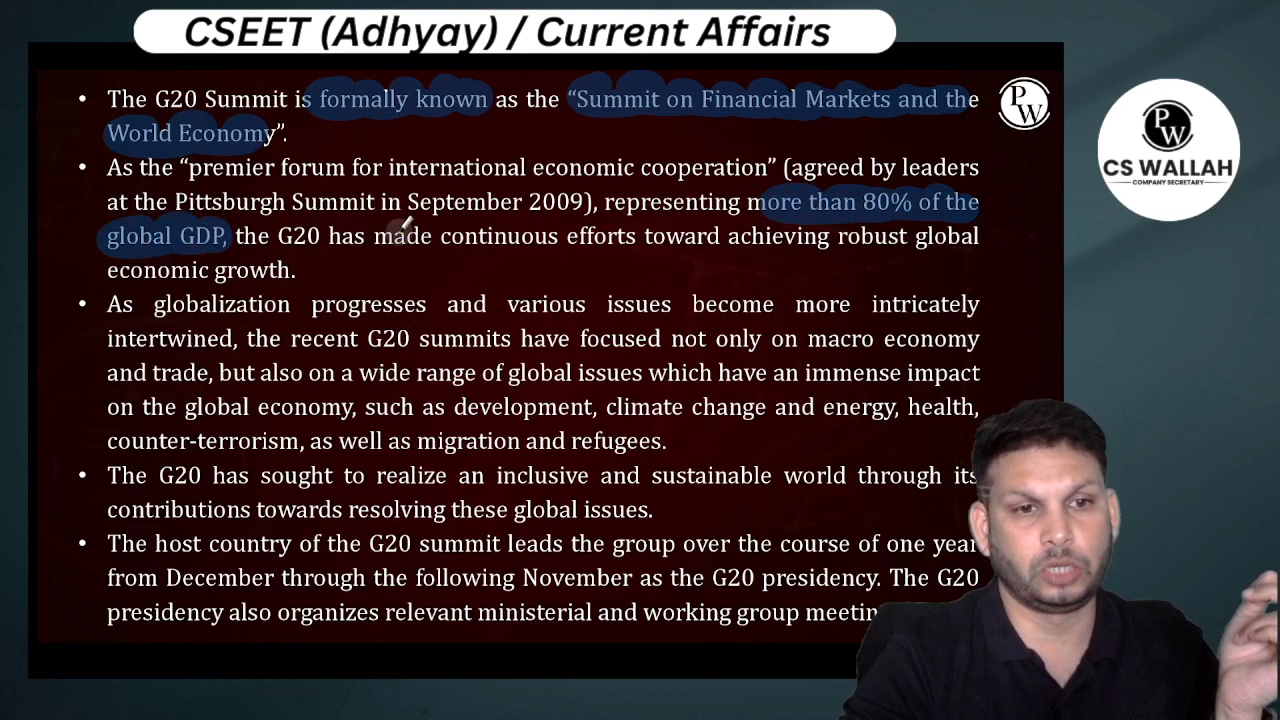 CSEET (Adhyay) / Current Affairs
• The G20 Summit is formally known as the “Summit on Financial Markets and the
World Economy”.
• As the “premier forum for international economic cooperation” (agreed by leaders
at the Pittsburgh Summit in September 2009), representing more than 80% of the
global GDP, the G20 has made continuous efforts toward achieving robust global
economic growth.
• As globalization progresses and various issues become more intricately
intertwined, the recent G20 summits have focused not only on macro economy
and trade, but also on a wide range of global issues which have an immense impact
on the global economy, such as development, climate change and energy, health,
counter-terrorism, as well as migration and refugees.
• The G20 has sought to realize an inclusive and sustainable world through its
contributions towards resolving these global issues.
• The host country of the G20 summit leads the group over the course of one year
from December through the following November as the G20 presidency. The G20
presidency also organizes relevant ministerial and working group meetin
P
W
P
W
CS WALLAH
COMPANY SECRETARY